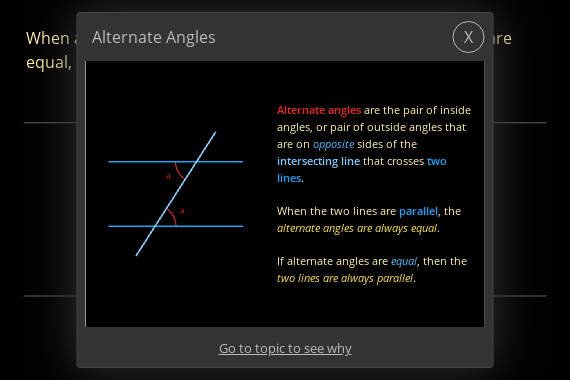 When
are
equal,
Alternate Angles
X
Alternate angles are the pair of inside
angles, or pair of outside angles that
are on opposite sides of the
intersecting line that crosses two
lines.
When the two lines are parallel, the
alternate angles are always equal.
If alternate angles are equal, then the
two lines are always parallel.
a
a
Go to topic to see why